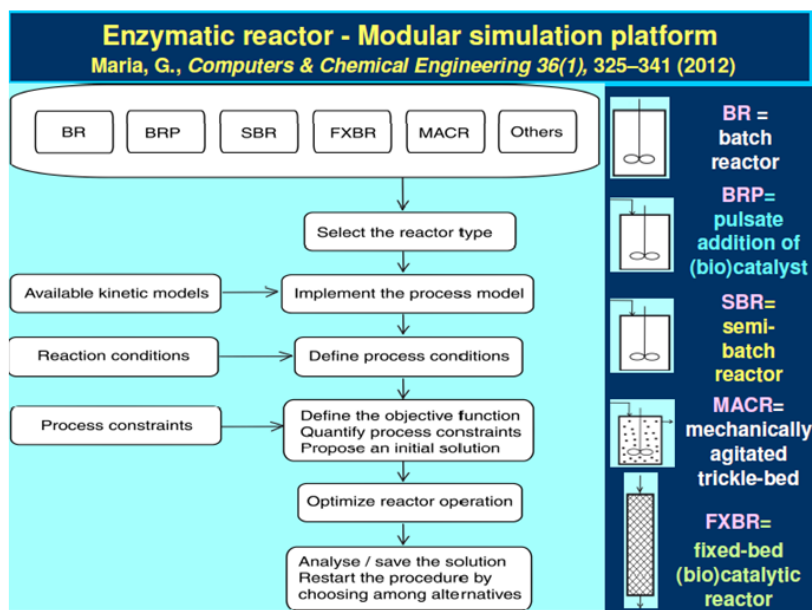 Enzymatic reactor - Modular simulation platform
Maria, G., Computers & Chemical Engineering 36(1), 325–341 (2012)
BR
BRP
SBR
FXBR
MACR
Others
Select the reactor type
Available kinetic models
Implement the process model
Reaction conditions
Define process conditions
Process constraints
Define the objective function
Quantify process constraints
Propose an initial solution
Optimize reactor operation
Analyse / save the solution
Restart the procedure by
choosing among alternatives
BR =
batch
reactor
BRP=
pulsate
addition of
(bio)catalyst
SBR=
semi-
batch
reactor
MACR=
mechanically
agitated
trickle-bed
FXBR=
fixed-bed
(bio)catalytic
reactor